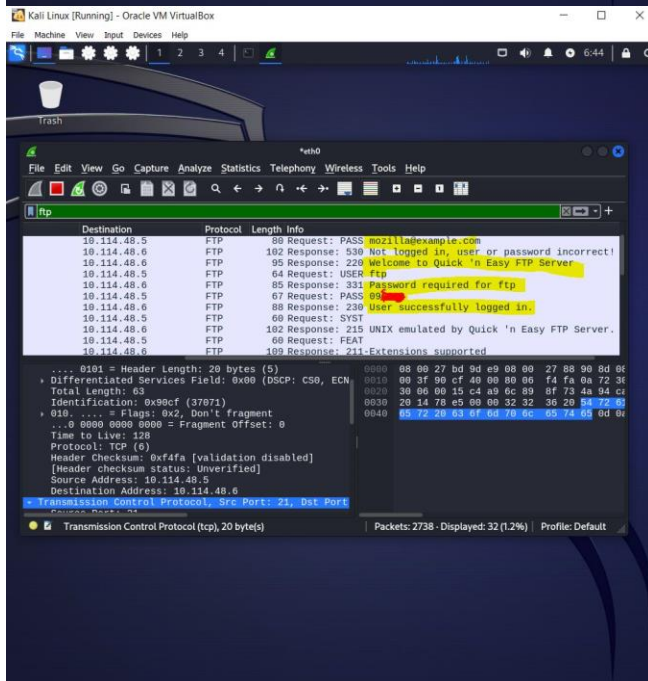 Kali Linux [Running] - Oracle VM VirtualBox
File Machine View Input Devices Help
1 2 3 4
6:44
Trash
*eth0
File Edit View Go Capture Analyze Statistics Telephony Wireless Tools Help
ftp
Destination Protocol Length Info
10.114.48.5 FTP 80 Request: PASS mozilla@example.com
10.114.48.6 FTP 102 Response: 530 Not logged in, user or password incorrect!
10.114.48.6 FTP 95 Response: 220 Welcome to Quick 'n Easy FTP Server
10.114.48.5 FTP 64 Request: USER ftp
10.114.48.6 FTP 85 Response: 331 Password required for ftp
10.114.48.5 FTP 67 Request: PASS 09
10.114.48.6 FTP 88 Response: 230 User successfully logged in.
10.114.48.5 FTP 60 Request: SYST
10.114.48.6 FTP 102 Response: 215 UNIX emulated by Quick 'n Easy FTP Server.
10.114.48.5 FTP 60 Request: FEAT
10.114.48.6 FTP 109 Response: 211-Extensions supported
.... 0101 = Header Length: 20 bytes (5)
Differentiated Services Field: 0x00 (DSCP: CS0, ECN
Total Length: 63
Identification: 0x90cf (37071)
010. .... = Flags: 0x2, Don't fragment
...0 0000 0000 0000 = Fragment Offset: 0
Time to Live: 128
Protocol: TCP (6)
Header Checksum: 0xf4fa [validation disabled]
[Header checksum status: Unverified]
Source Address: 10.114.48.5
Destination Address: 10.114.48.6
Transmission Control Protocol, Src Port: 21, Dst Port
0000 08 00 27 bd 9d e9 08 00 27 88 90 8d 08
0010 00 3f 90 cf 40 00 80 06 f4 fa 0a 72 30
0020 30 06 00 15 c4 a9 6c 89 8f 73 4a 94 ca
0030 20 14 78 e5 00 00 32 32 36 20 54 72 61
0040 65 72 20 63 6f 6d 70 6c 65 74 65 0d 0a
Transmission Control Protocol (tcp), 20 byte(s)
Packets: 2738 · Displayed: 32 (1.2%)
Profile: Default